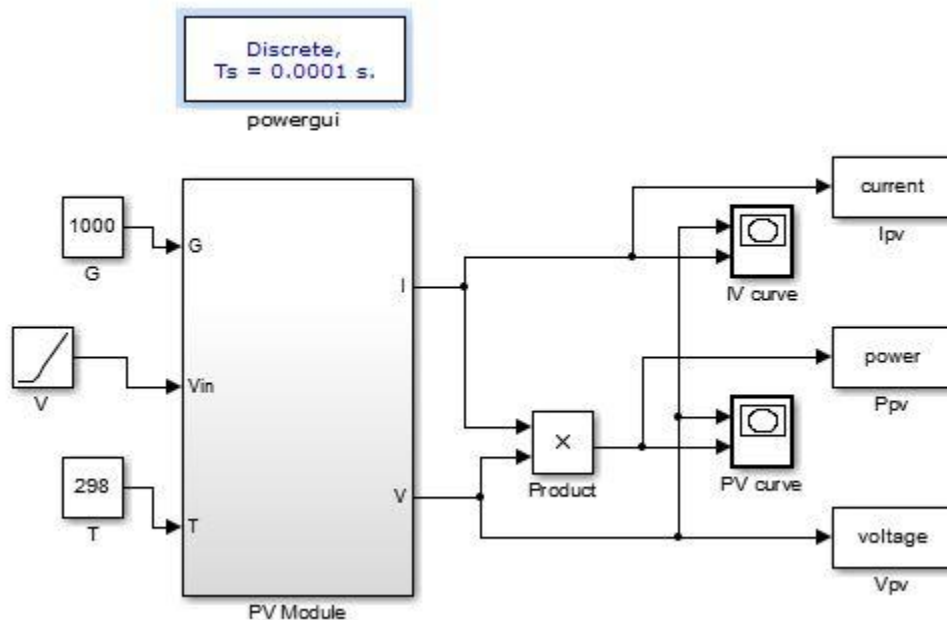 Discrete,
Ts = 0.0001 s.
powergui
1000
G
G
V
Vin
298
T
T
I
V
PV Module
×
Product
IV curve
PV curve
current
Ipv
power
Ppv
voltage
Vpv